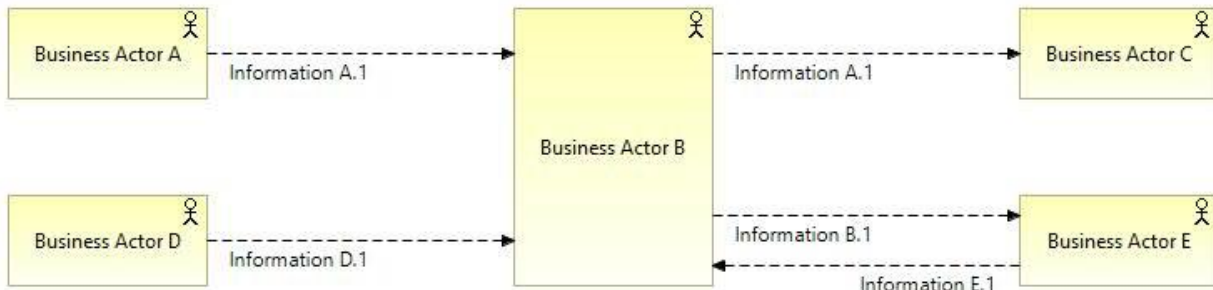 Business Actor A
Information A.1
Business Actor B
Information A.1
Business Actor C
Business Actor D
Information D.1
Information B.1
Business Actor E
Information E.1